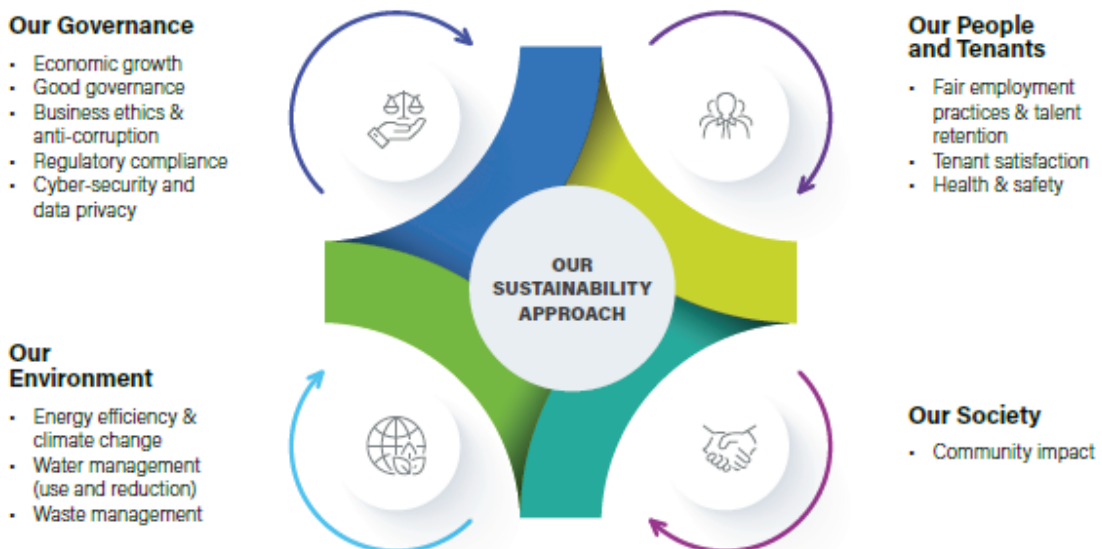 Our Governance
• Economic growth
• Good governance
• Business ethics &
anti-corruption
• Regulatory compliance
• Cyber-security and
data privacy
Our People
and Tenants
• Fair employment
practices & talent
retention
• Tenant satisfaction
• Health & safety
OUR
SUSTAINABILITY
APPROACH
Our
Environment
• Energy efficiency &
climate change
• Water management
(use and reduction)
• Waste management
Our Society
• Community impact